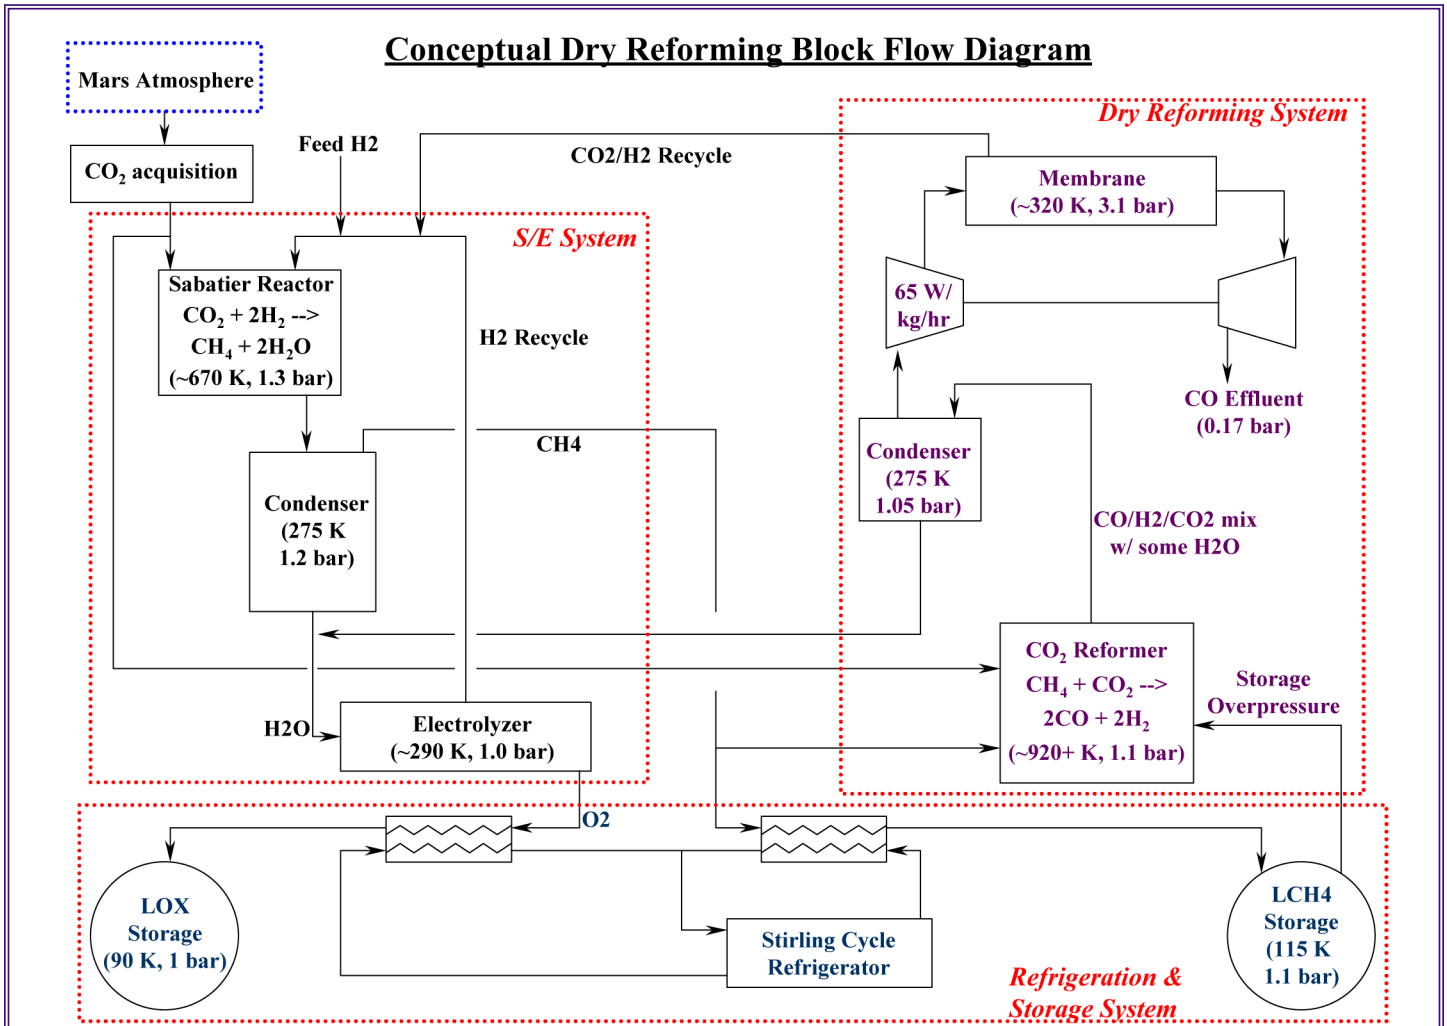 Conceptual Dry Reforming Block Flow Diagram
Mars Atmosphere
CO₂ acquisition
Feed H2
CO2/H2 Recycle
Dry Reforming System
Membrane
(~320 K, 3.1 bar)
S/E System
Sabatier Reactor
CO₂ + 2H₂ -->
CH₄ + 2H₂O
(~670 K, 1.3 bar)
H2 Recycle
65 W/
kg/hr
CO Effluent
(0.17 bar)
CH4
Condenser
(275 K
1.2 bar)
Condenser
(275 K
1.05 bar)
CO/H2/CO2 mix
w/ some H2O
CO₂ Reformer
CH₄ + CO₂ -->
2CO + 2H₂
(~920+ K, 1.1 bar)
Storage
Overpressure
H2O
Electrolyzer
(~290 K, 1.0 bar)
O2
LOX
Storage
(90 K, 1 bar)
Stirling Cycle
Refrigerator
LCH4
Storage
(115 K
1.1 bar)
Refrigeration &
Storage System